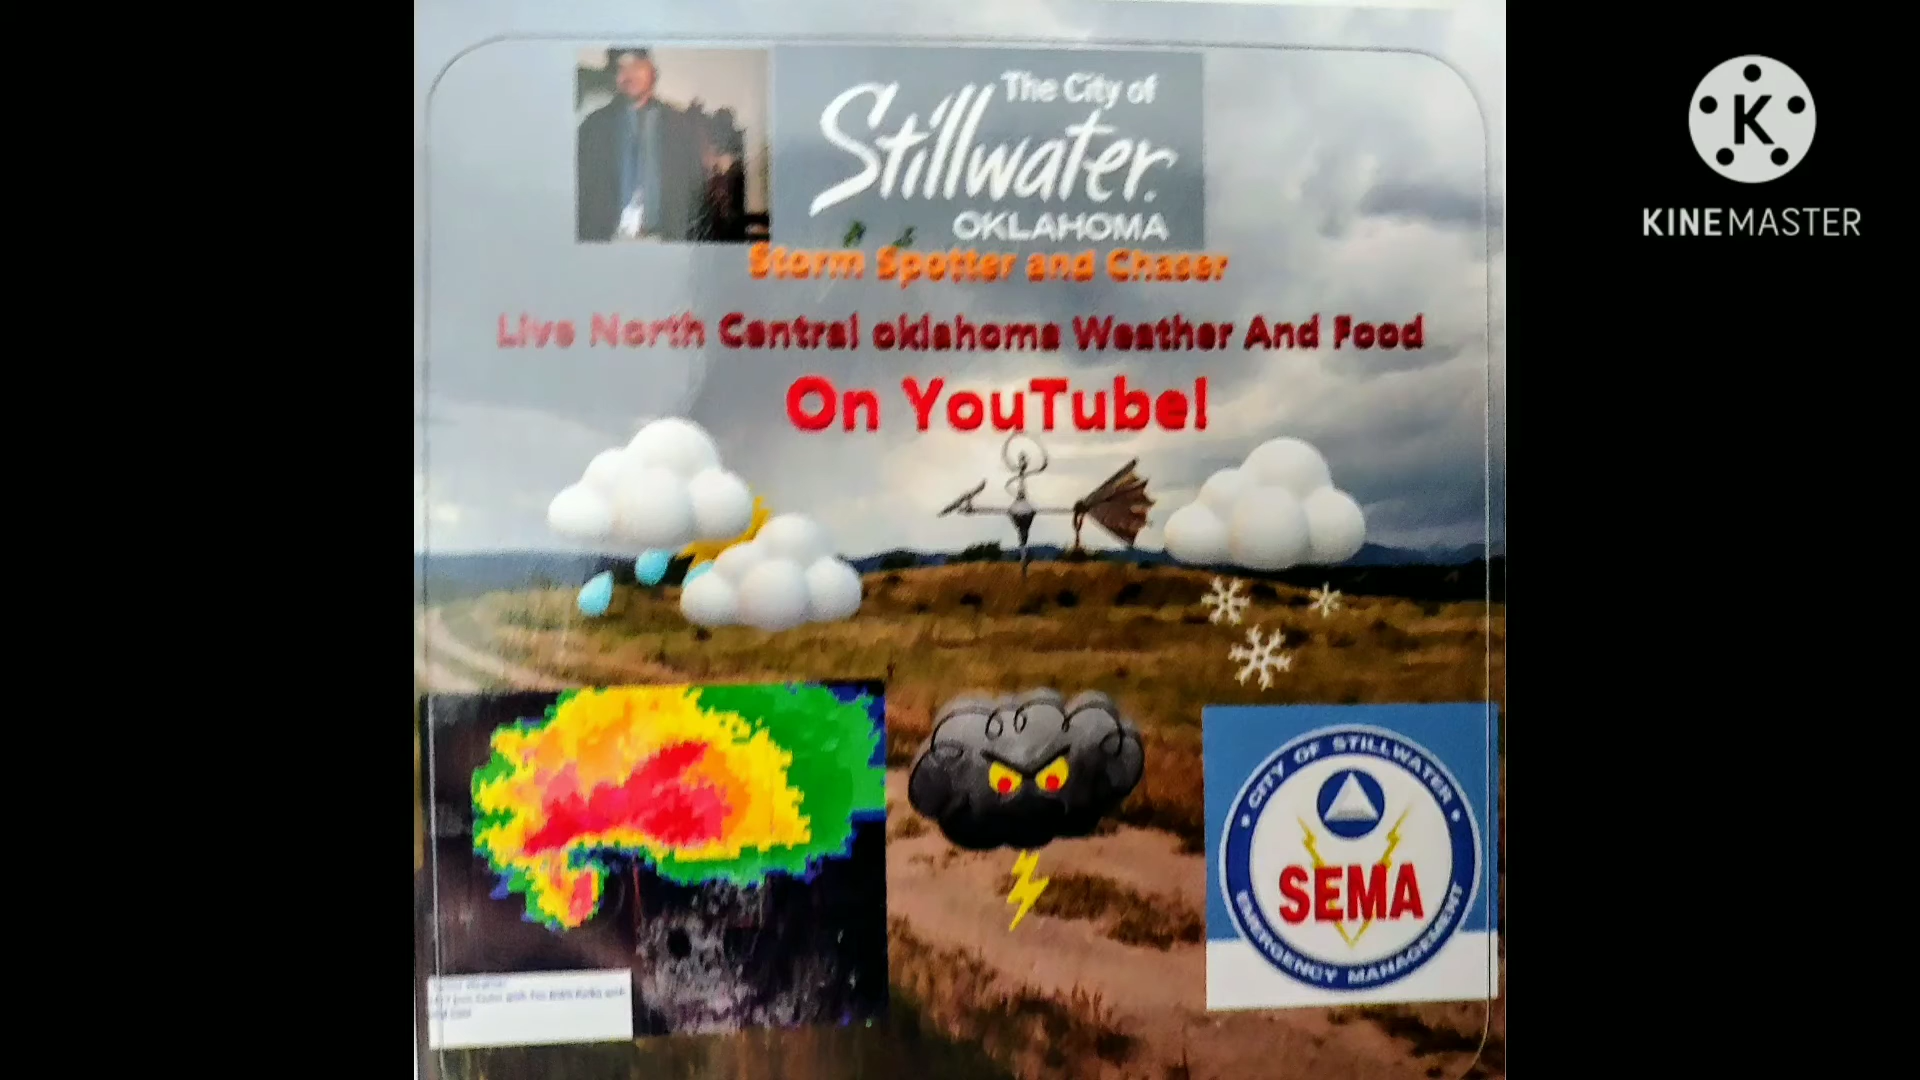 The City of
Stillwater
OKLAHOMA
Storm Spotter and Chaser
Live North Central oklahoma Weather And Food
On YouTube!
CITY OF STILLWATER
SEMA
EMERGENCY MANAGEMENT
K
KINEMASTER